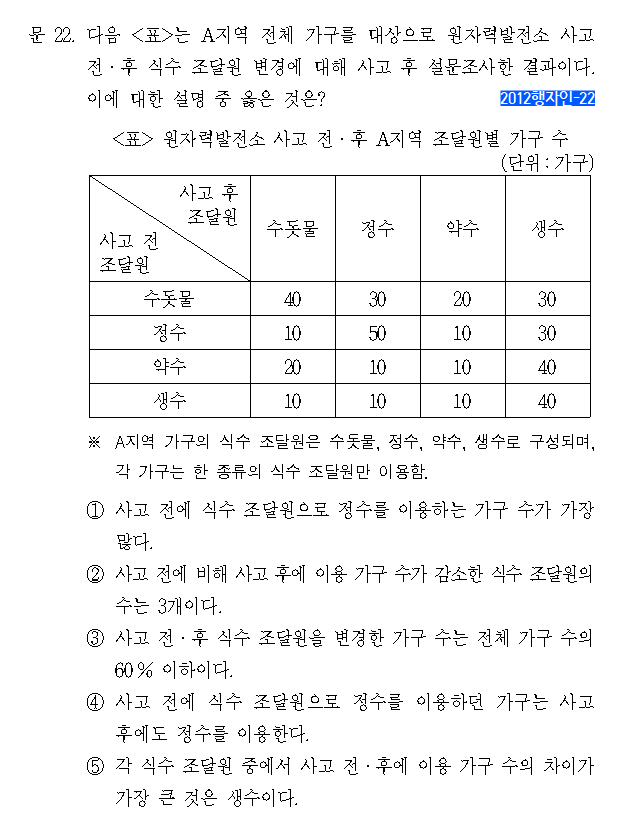 문 22. 다음 <표>는 A지역 전체 가구를 대상으로 원자력발전소 사고
전·후 식수 조달원 변경에 대해 사고 후 설문조사한 결과이다.
이에 대한 설명 중 옳은 것은? 2012행자인-22
<표> 원자력발전소 사고 전·후 A지역 조달원별 가구 수
(단위 : 가구)
사고 후
조달원
사고 전
조달원
수돗물 정수 약수 생수
수돗물 40 30 20 30
정수 10 50 10 30
약수 20 10 10 40
생수 10 10 10 40
※ A지역 가구의 식수 조달원은 수돗물, 정수, 약수, 생수로 구성되며,
각 가구는 한 종류의 식수 조달원만 이용함.
① 사고 전에 식수 조달원으로 정수를 이용하는 가구 수가 가장
많다.
② 사고 전에 비해 사고 후에 이용 가구 수가 감소한 식수 조달원의
수는 3개이다.
③ 사고 전·후 식수 조달원을 변경한 가구 수는 전체 가구 수의
60% 이하이다.
④ 사고 전에 식수 조달원으로 정수를 이용하던 가구는 사고
후에도 정수를 이용한다.
⑤ 각 식수 조달원 중에서 사고 전·후에 이용 가구 수의 차이가
가장 큰 것은 생수이다.